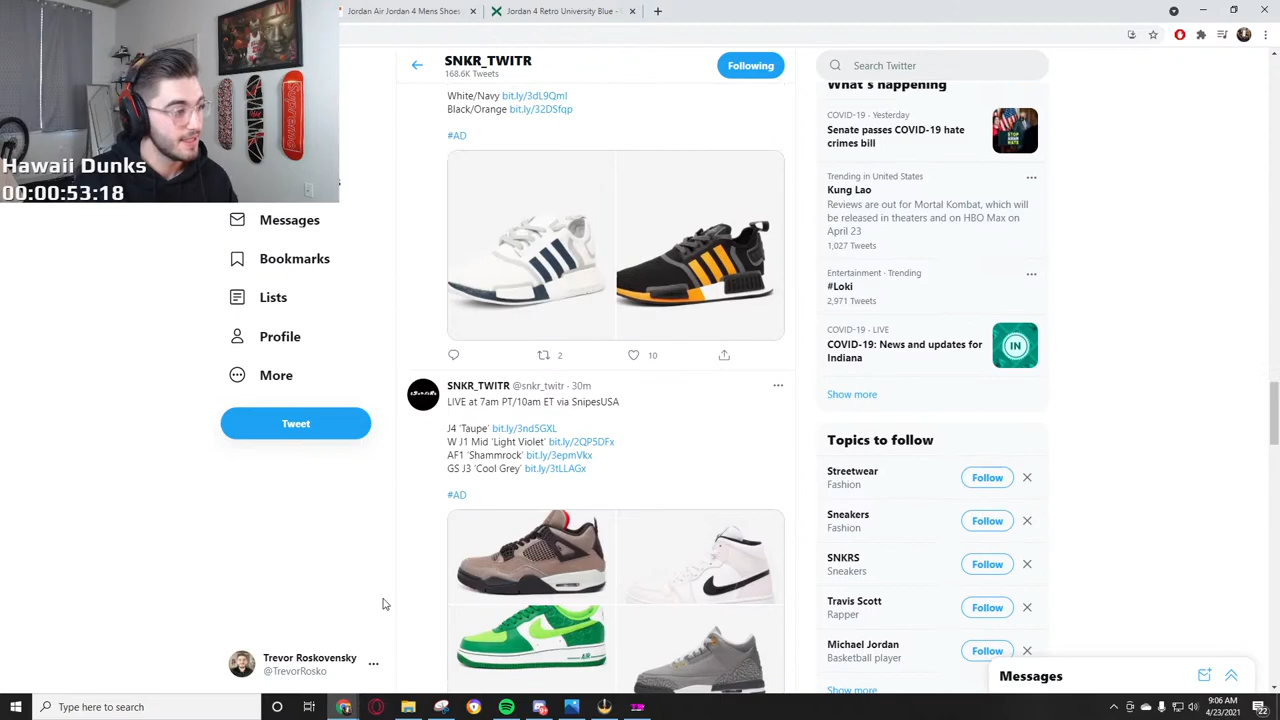 Jordan Air Jordan 4 Mens Shoes
Jordan 4 Retro University Blue -
Hawaii Dunks
00:00:53:18
Messages
Bookmarks
Lists
Profile
More
Tweet
Trevor Roskovensky
@TrevorRosko
SNKR_TWITR
168.6K Tweets
Following
White/Navy bit.ly/3dL9QmI
Black/Orange bit.ly/32DSfqp
#AD
2
10
SNKR_TWITR @snkr_twitr · 30m
LIVE at 7am PT/10am ET via SnipesUSA
J4 'Taupe' bit.ly/3nd5GXL
W J1 Mid 'Light Violet' bit.ly/2QP5DFx
AF1 'Shammrock' bit.ly/3epmVkx
GS J3 'Cool Grey' bit.ly/3tLLAGx
#AD
Search Twitter
What's happening
COVID-19 · Yesterday
Senate passes COVID-19 hate
crimes bill
Trending in United States
Kung Lao
Reviews are out for Mortal Kombat, which will
be released in theaters and on HBO Max on
April 23
1,027 Tweets
Entertainment · Trending
#Loki
2,971 Tweets
COVID-19 · LIVE
COVID-19: News and updates for
Indiana
IN
Show more
Topics to follow
Streetwear
Fashion
Follow
Sneakers
Fashion
Follow
SNKRS
Sneakers
Follow
Travis Scott
Rapper
Follow
Michael Jordan
Basketball player
Follow
Show more
Messages
Type here to search
9:06 AM
4/23/2021
22